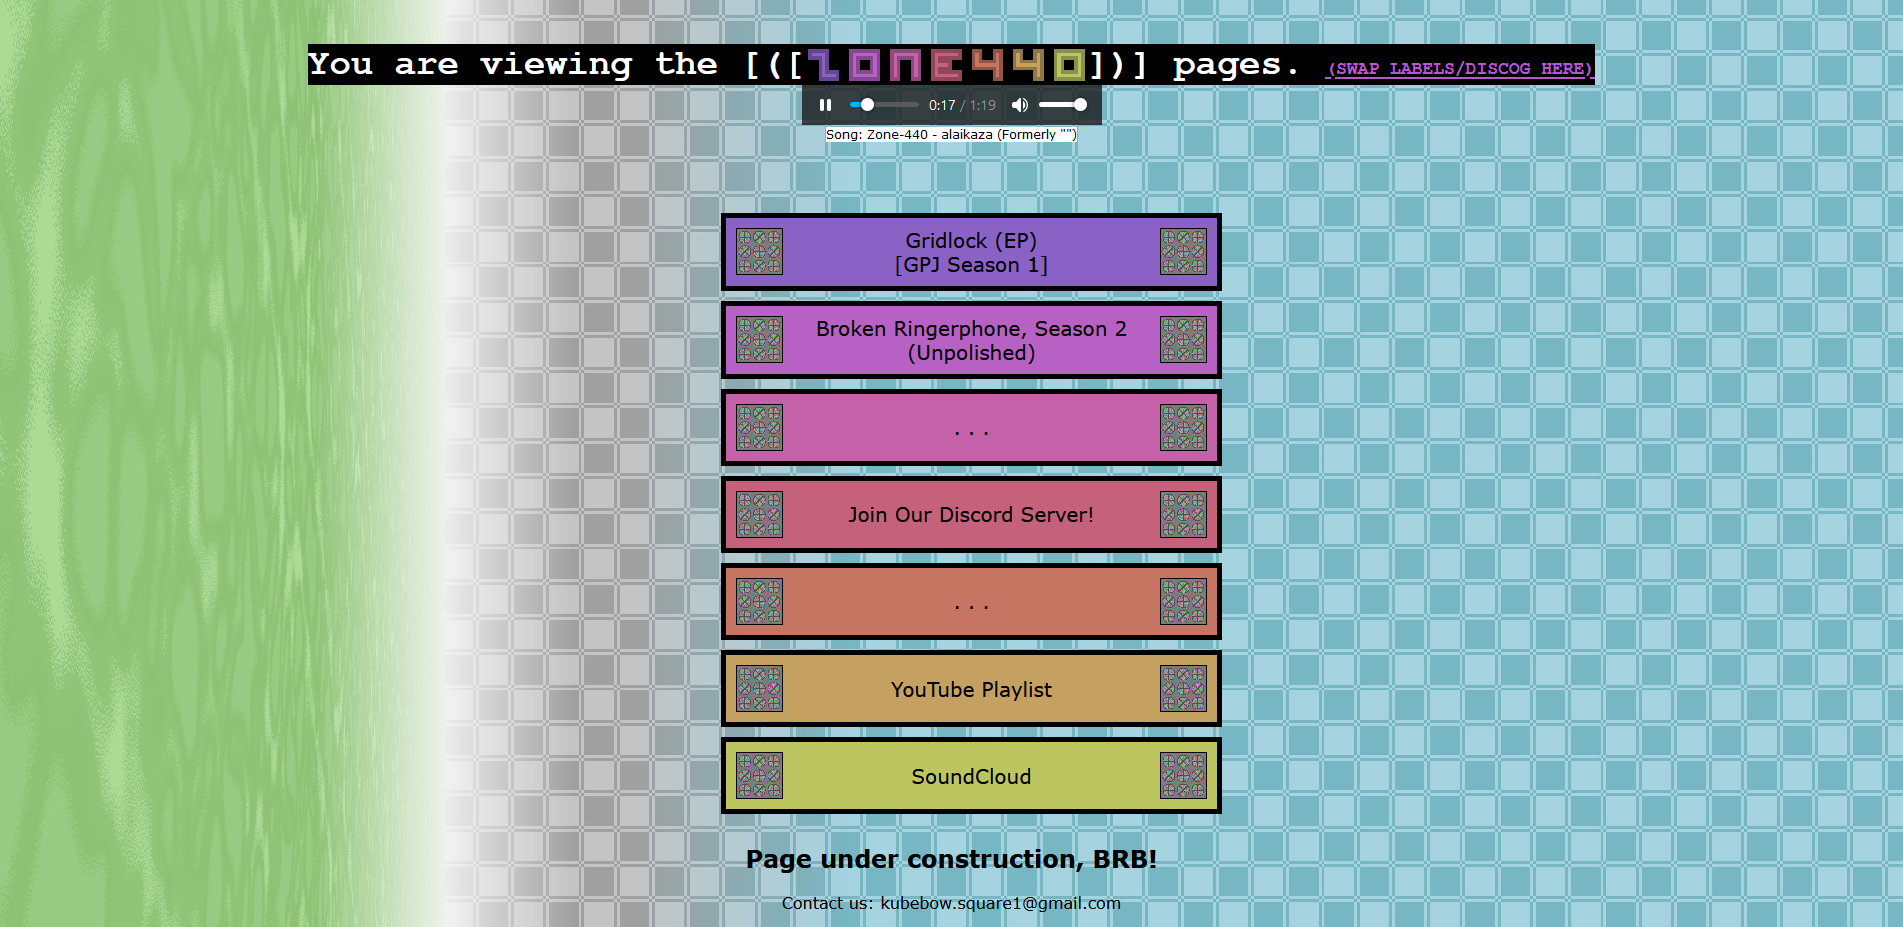 You are viewing the [([ZONE440])] pages. (SWAP LABELS/DISCOG HERE)
0:17 / 1:19
Song: Zone-440 - alaikaza (Formerly "")
Gridlock (EP)
[GPJ Season 1]
Broken Ringerphone, Season 2
(Unpolished)
. . .
Join Our Discord Server!
. . .
YouTube Playlist
SoundCloud
Page under construction, BRB!
Contact us: kubebow.square1@gmail.com